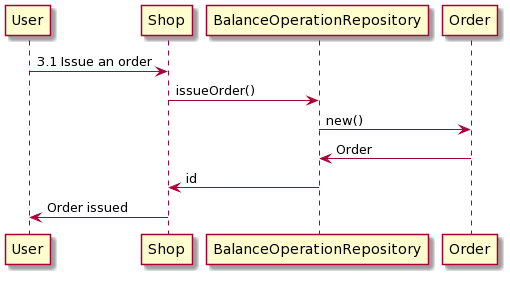 User Shop BalanceOperationRepository Order
3.1 Issue an order
issueOrder()
new()
Order
id
Order issued
User Shop BalanceOperationRepository Order